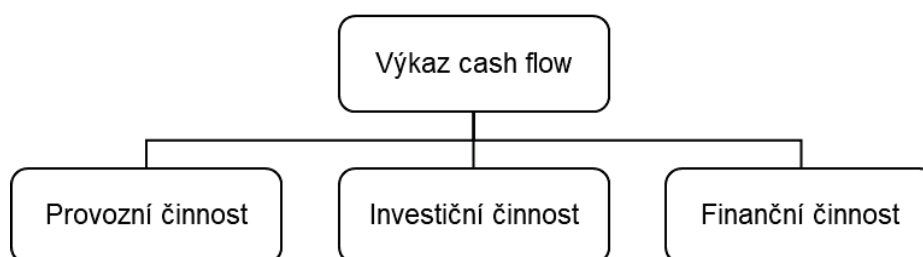 Výkaz cash flow
Provozní činnost
Investiční činnost
Finanční činnost